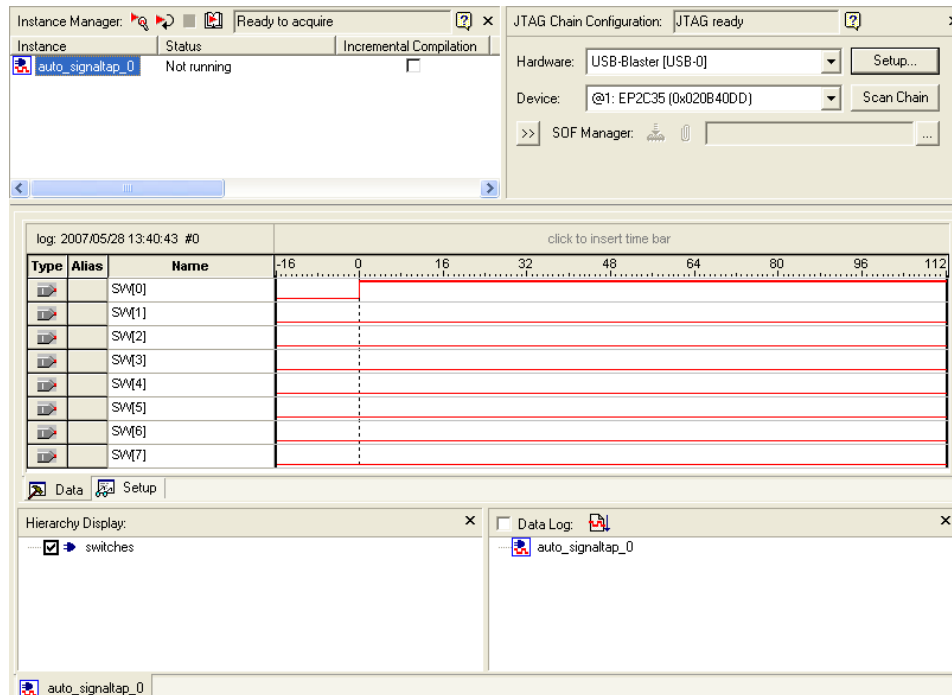 Instance Manager: Ready to acquire
Instance Status Incremental Compilation
auto_signaltap_0 Not running
JTAG Chain Configuration: JTAG ready
Hardware: USB-Blaster [USB-0] Setup...
Device: @1: EP2C35 (0x020B40DD) Scan Chain
>> SOF Manager: ...
log: 2007/05/28 13:40:43 #0 click to insert time bar
Type Alias Name -16 0 16 32 48 64 80 96 112
SW[0]
SW[1]
SW[2]
SW[3]
SW[4]
SW[5]
SW[6]
SW[7]
Data Setup
Hierarchy Display:
switches
Data Log:
auto_signaltap_0
auto_signaltap_0